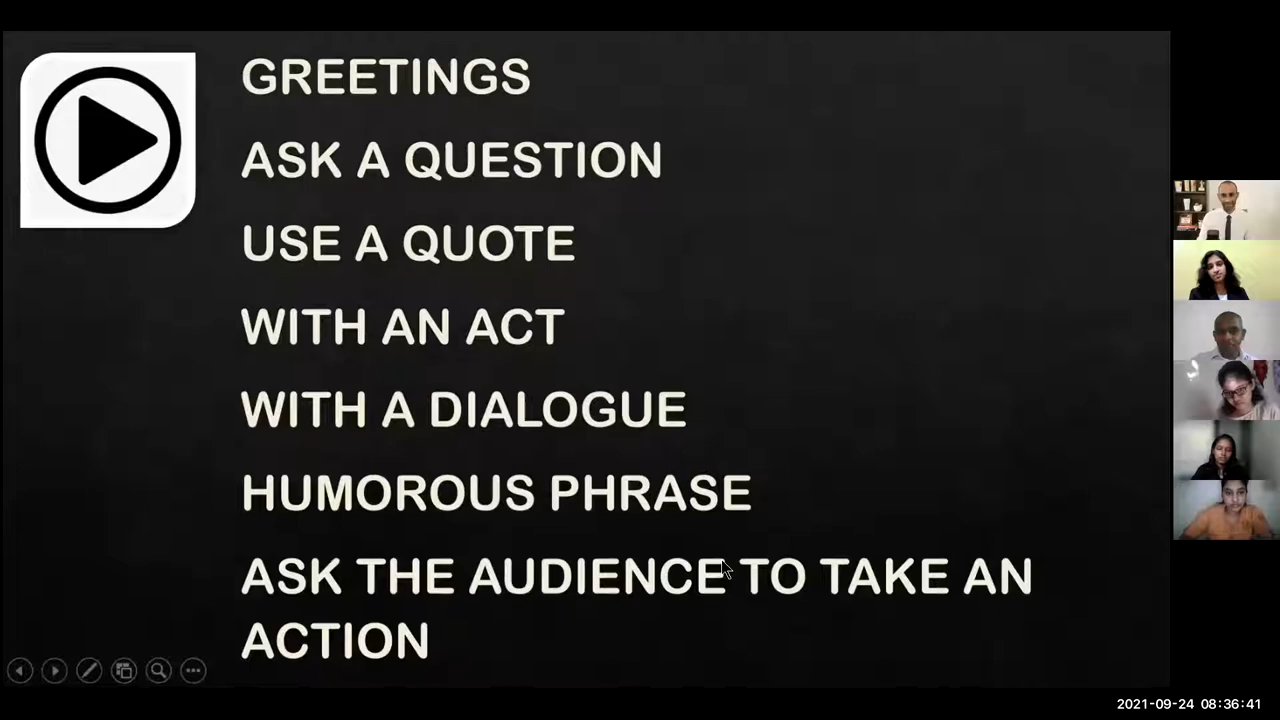 GREETINGS
ASK A QUESTION
USE A QUOTE
WITH AN ACT
WITH A DIALOGUE
HUMOROUS PHRASE
ASK THE AUDIENCE TO TAKE AN
ACTION
2021-09-24 08:36:41